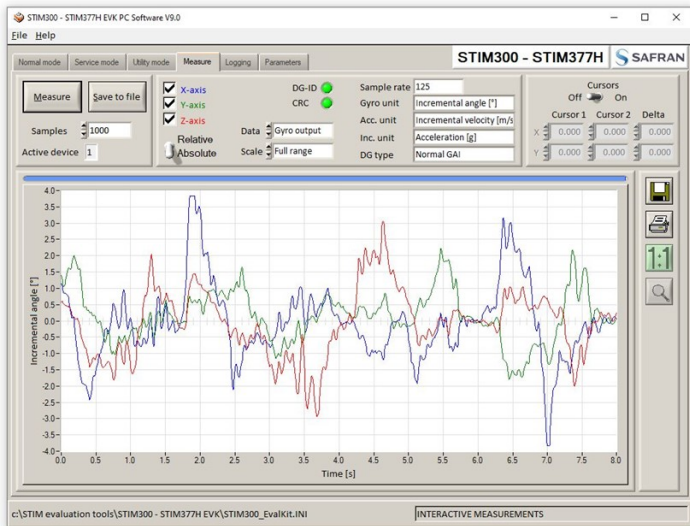 STIM300 - STIM377H EVK PC Software V9.0
File Help
Normal mode Service mode Utility mode Measure Logging Parameters
STIM300 - STIM377H SAFRAN
Measure Save to file
Samples 1000
Active device 1
X-axis
Y-axis
Z-axis
Relative
Absolute
DG-ID
CRC
Data Gyro output
Scale Full range
Sample rate 125
Gyro unit Incremental angle [°]
Acc. unit Incremental velocity [m/s
Inc. unit Acceleration [g]
DG type Normal GAI
Cursors
Off On
Cursor 1 Cursor 2 Delta
X 0.000 0.000 0.000
Y 0.000 0.000 0.000
1:1
Incremental angle [°]
4.0
3.5
3.0
2.5
2.0
1.5
1.0
0.5
0.0
-0.5
-1.0
-1.5
-2.0
-2.5
-3.0
-3.5
-4.0
0.0 0.5 1.0 1.5 2.0 2.5 3.0 3.5 4.0 4.5 5.0 5.5 6.0 6.5 7.0 7.5 8.0
Time [s]
c:\STIM evaluation tools\STIM300 - STIM377H EVK\STIM300_EvalKit.INI INTERACTIVE MEASUREMENTS